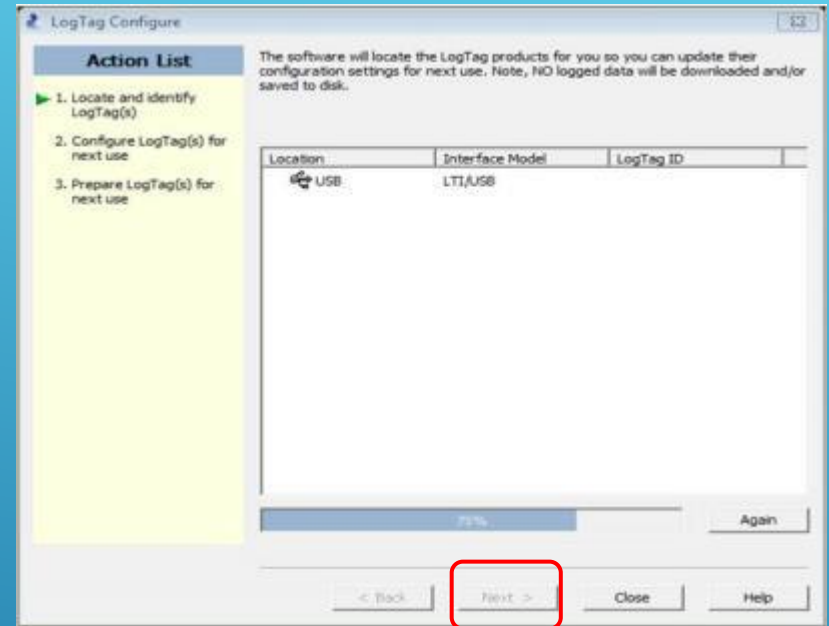 LogTag Configure
Action List
1. Locate and identify
LogTag(s)
2. Configure LogTag(s) for
next use
3. Prepare LogTag(s) for
next use
The software will locate the LogTag products for you so you can update their
configuration settings for next use. Note, NO logged data will be downloaded and/or
saved to disk.
Location Interface Model LogTag ID
USB LTI/USB
Again
< Back Next > Close Help